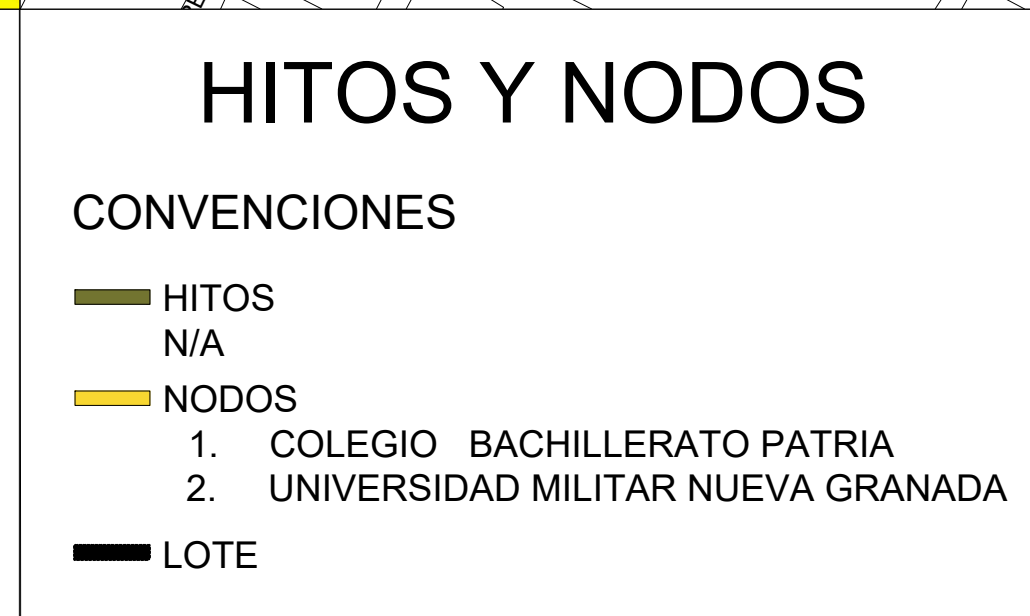 HITOS Y NODOS
CONVENCIONES
HITOS
N/A
NODOS
1. COLEGIO BACHILLERATO PATRIA
2. UNIVERSIDAD MILITAR NUEVA GRANADA
LOTE